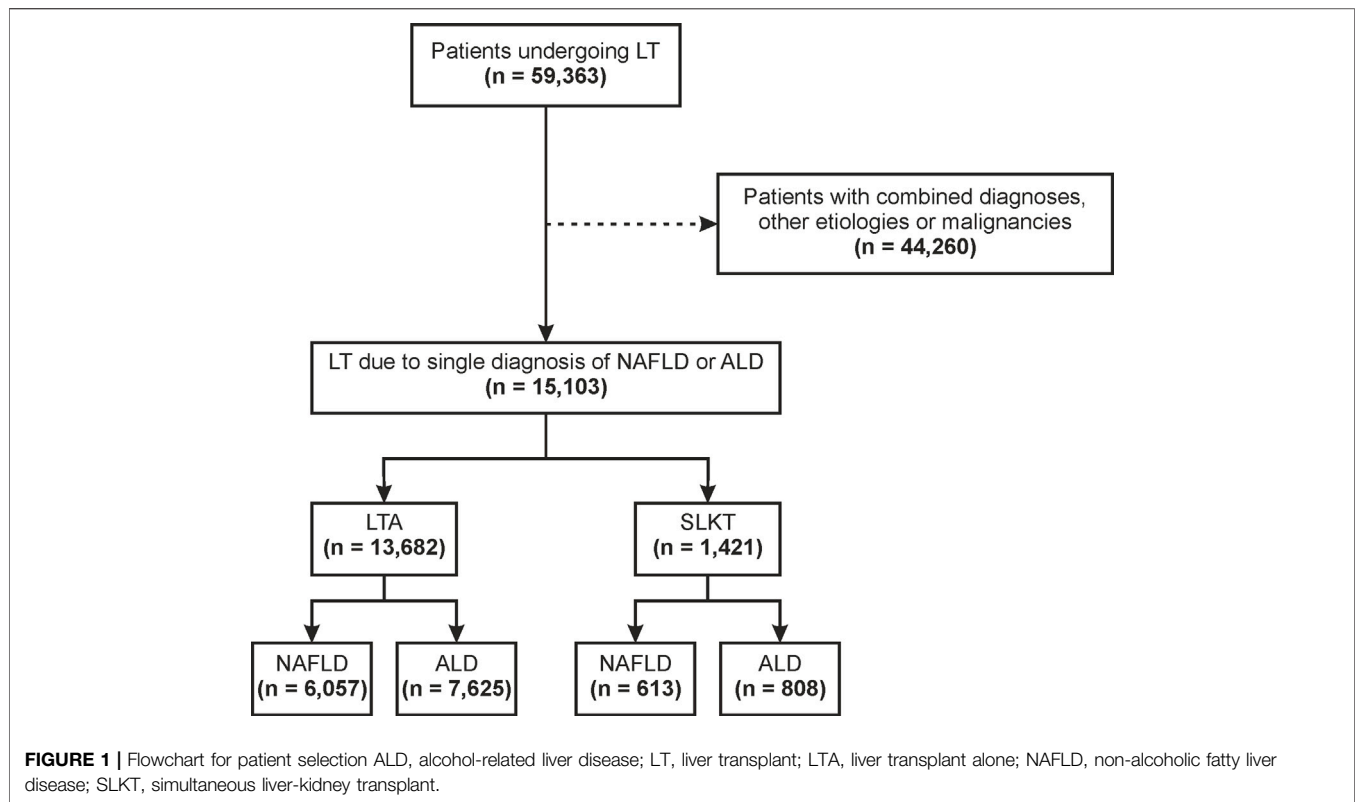 Patients undergoing LT
(n = 59,363)
Patients with combined diagnoses,
other etiologies or malignancies
(n = 44,260)
LT due to single diagnosis of NAFLD or ALD
(n = 15,103)
LTA
(n = 13,682)
SLKT
(n = 1,421)
NAFLD
(n = 6,057)
ALD
(n = 7,625)
NAFLD
(n = 613)
ALD
(n = 808)
FIGURE 1 | Flowchart for patient selection ALD, alcohol-related liver disease; LT, liver transplant; LTA, liver transplant alone; NAFLD, non-alcoholic fatty liver
disease; SLKT, simultaneous liver-kidney transplant.